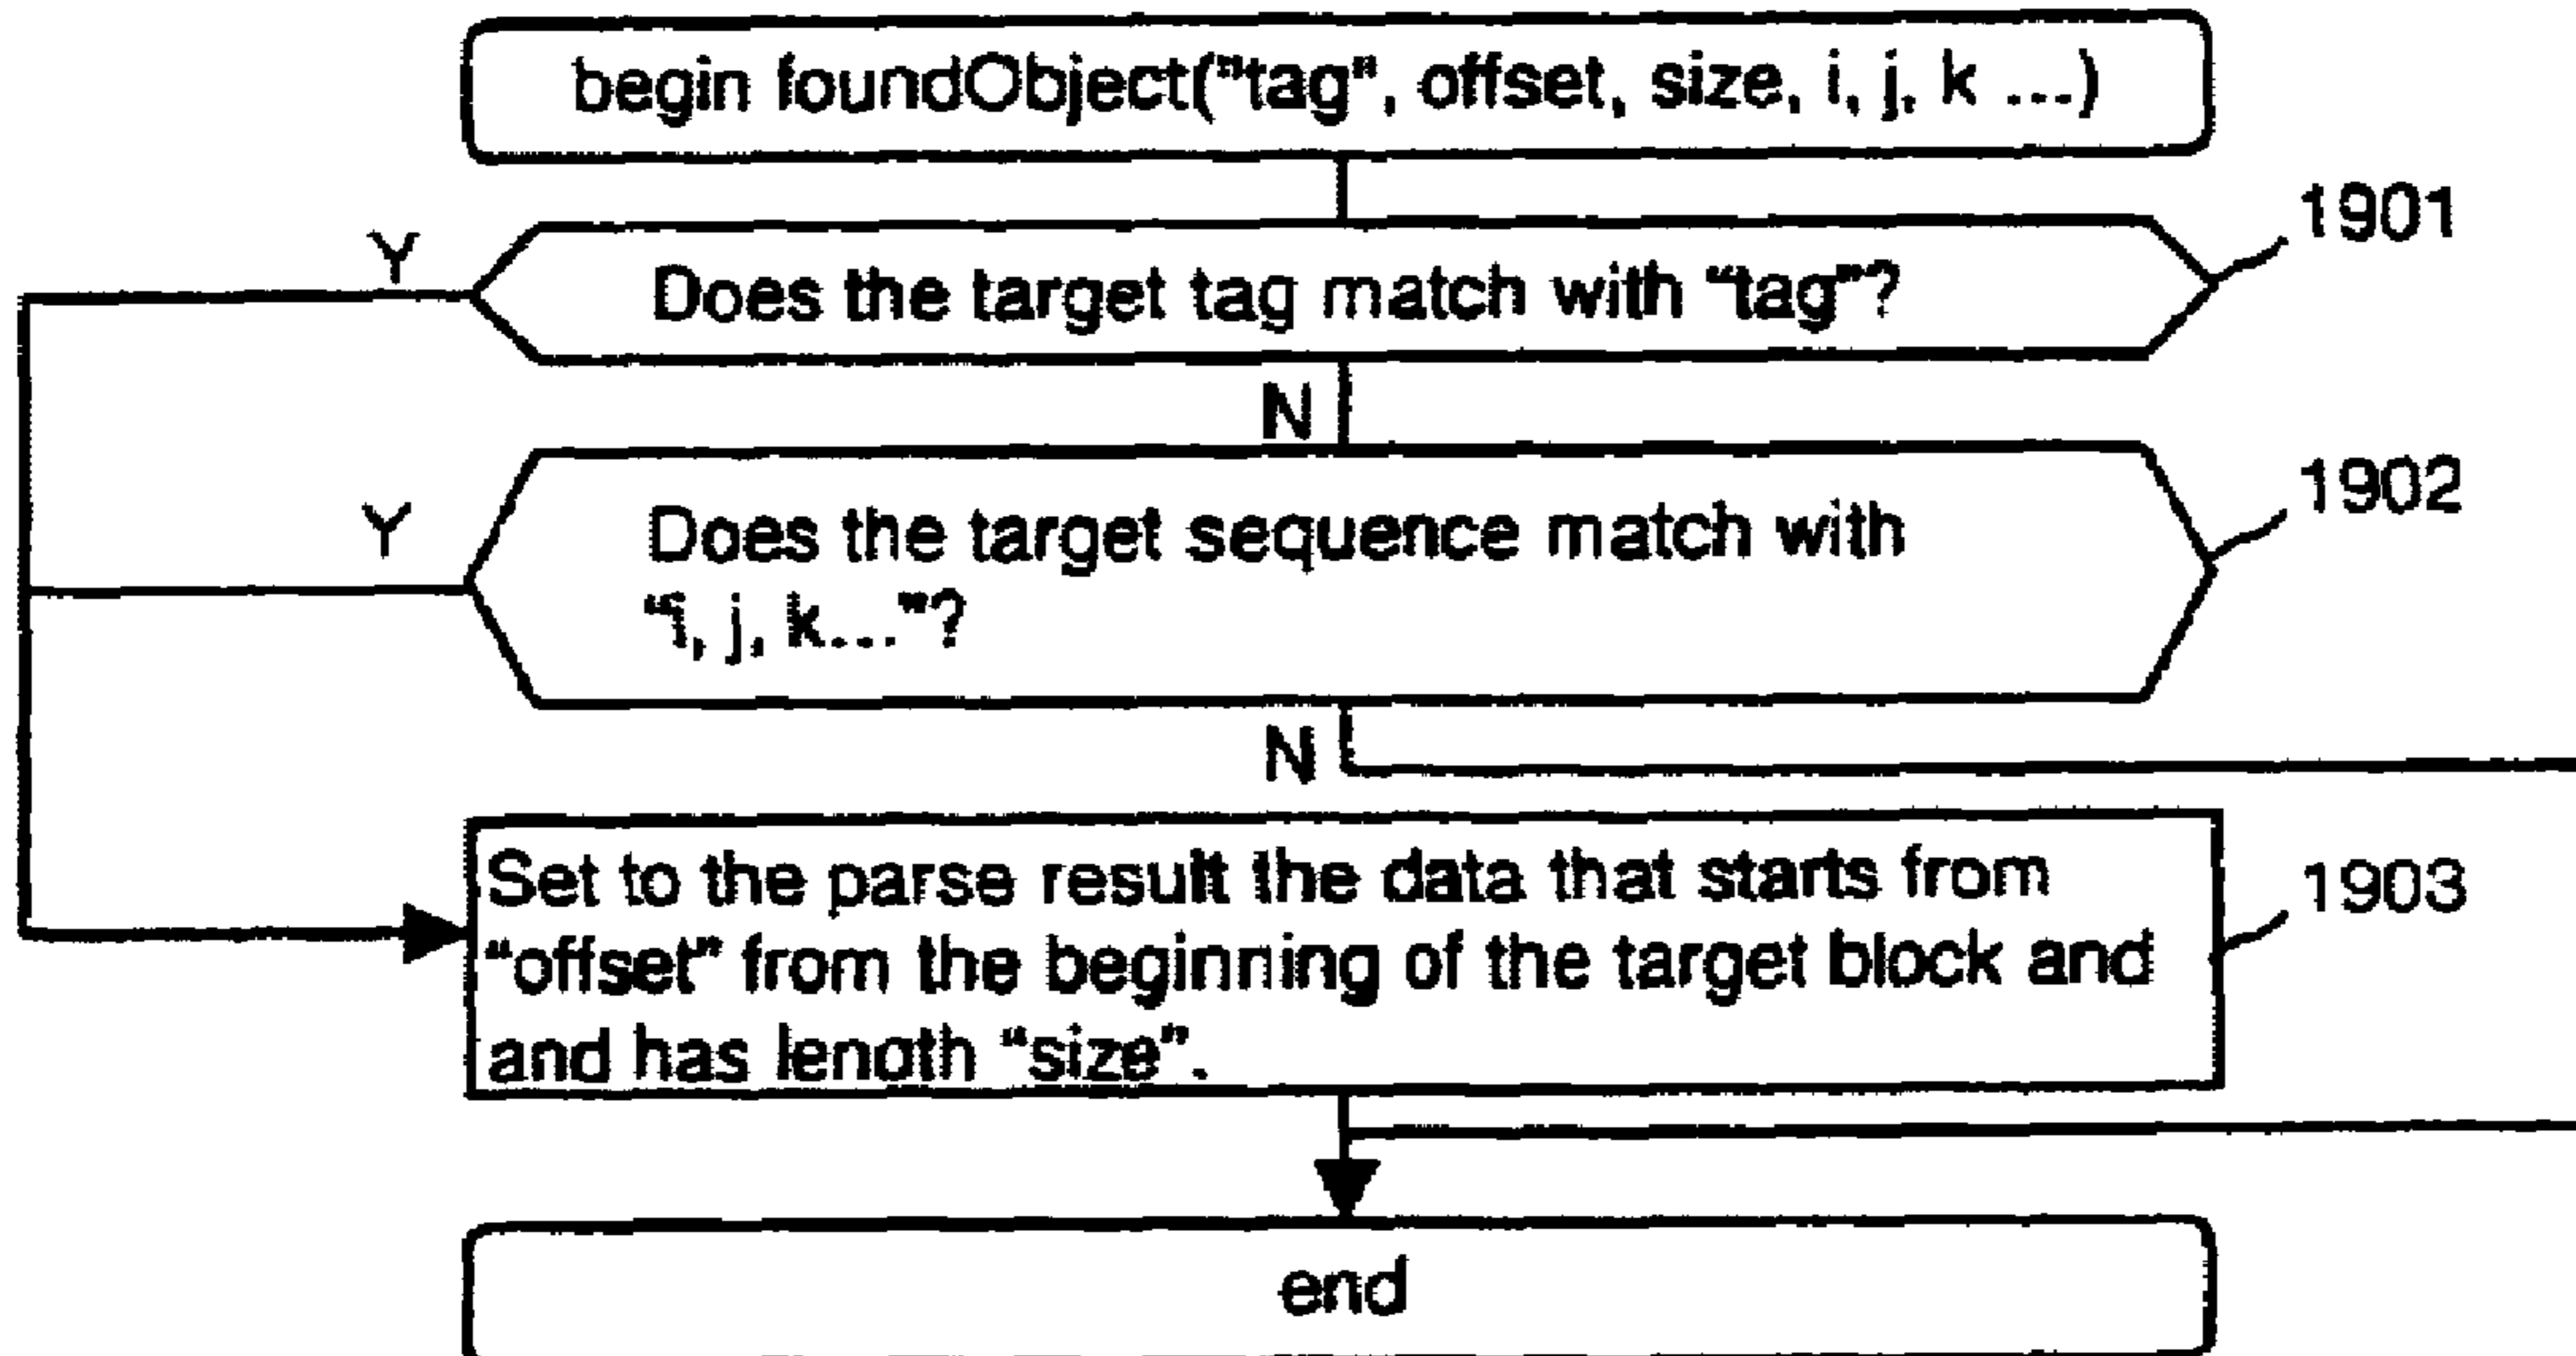 begin foundObject("tag", offset, size, i, j, k ...)
1901
Y
Does the target tag match with “tag”?
N
1902
Y
Does the target sequence match with
“i, j, k...”?
N
Set to the parse result the data that starts from
1903
“offset” from the beginning of the target block and
and has length “size”.
end